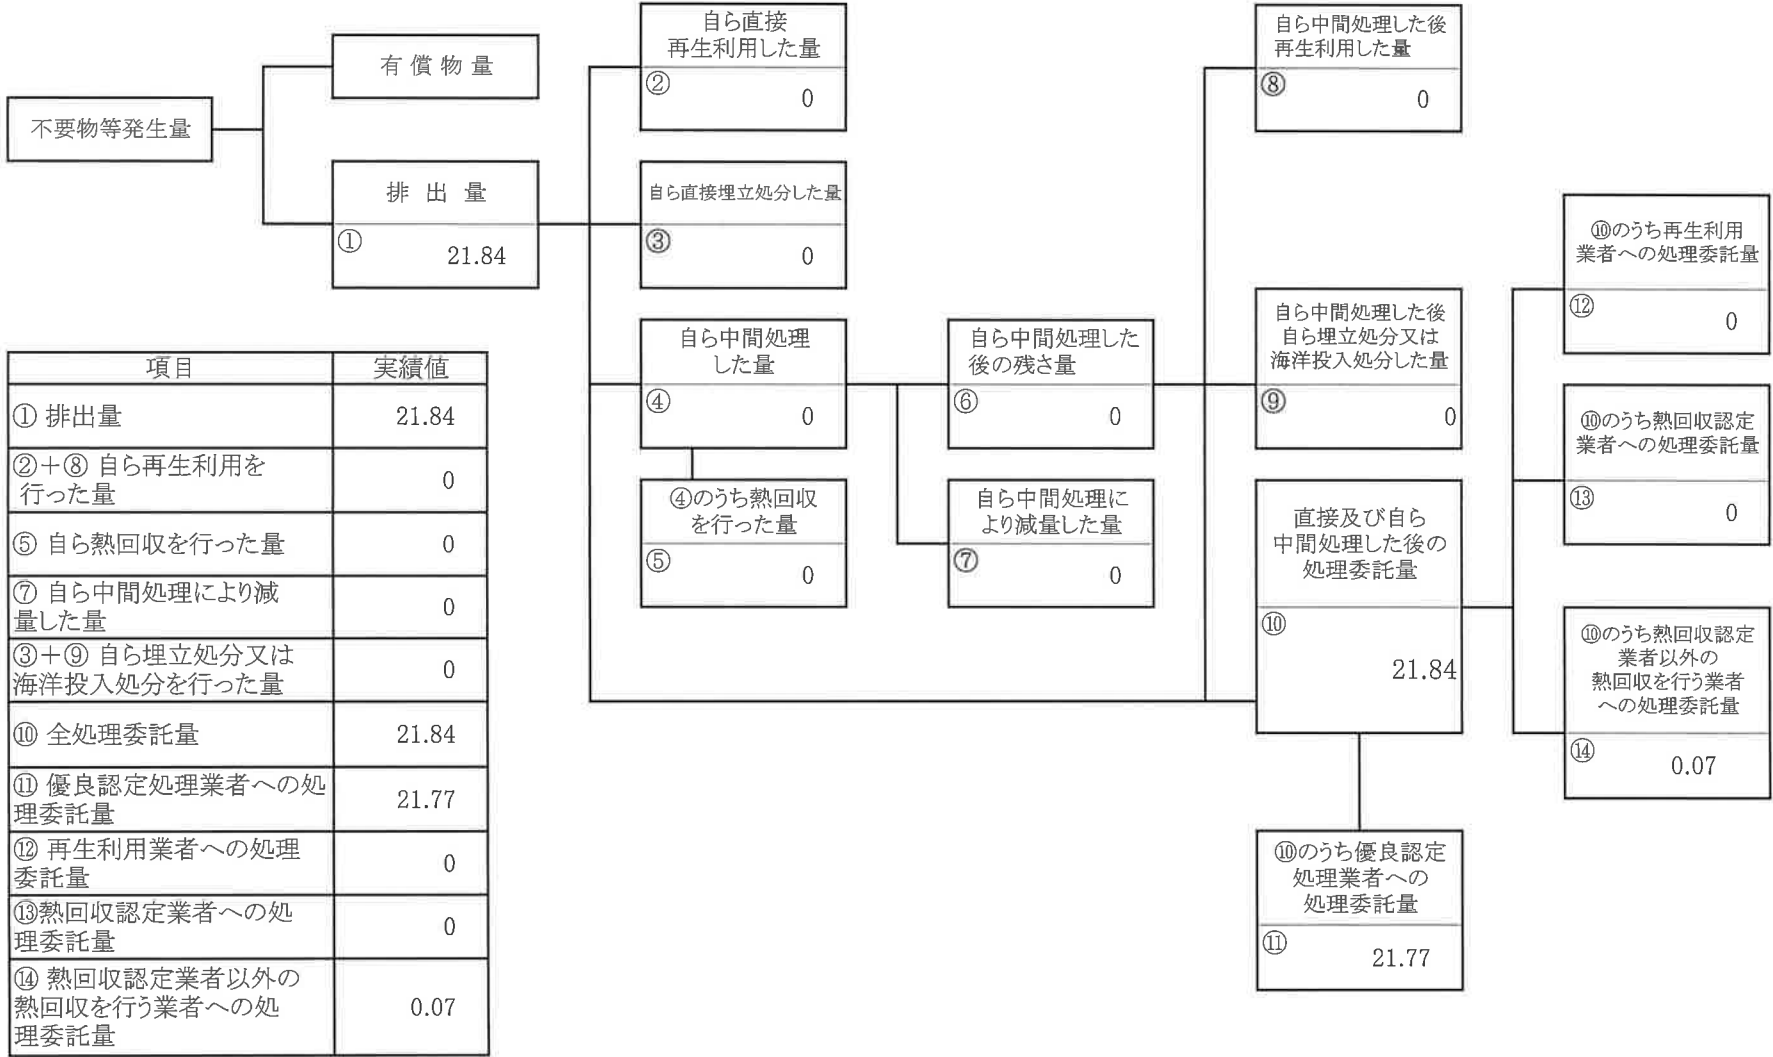 不要物等発生量
有償物量
排出量
①
21.84
自ら直接
再生利用した量
②
0
自ら直接埋立処分した量
③
0
自ら中間処理
した量
④
0
④のうち熱回収
を行った量
⑤
0
自ら中間処理した
後の残さ量
⑥
0
自ら中間処理に
より減量した量
⑦
0
自ら中間処理した後
再生利用した量
⑧
0
自ら中間処理した後
自ら埋立処分又は
海洋投入処分した量
⑨
0
直接及び自ら
中間処理した後の
処理委託量
⑩
21.84
⑩のうち優良認定
処理業者への
処理委託量
⑪
21.77
⑩のうち再生利用
業者への処理委託量
⑫
0
⑩のうち熱回収認定
業者への処理委託量
⑬
0
⑩のうち熱回収認定
業者以外の
熱回収を行う業者
への処理委託量
⑭
0.07
項目 実績値
① 排出量 21.84
②＋⑧ 自ら再生利用を
行った量 0
⑤ 自ら熱回収を行った量 0
⑦ 自ら中間処理により減
量した量 0
③＋⑨ 自ら埋立処分又は
海洋投入処分を行った量 0
⑩ 全処理委託量 21.84
⑪ 優良認定処理業者への処
理委託量 21.77
⑫ 再生利用業者への処理
委託量 0
⑬熱回収認定業者への処
理委託量 0
⑭ 熱回収認定業者以外の
熱回収を行う業者への処
理委託量 0.07